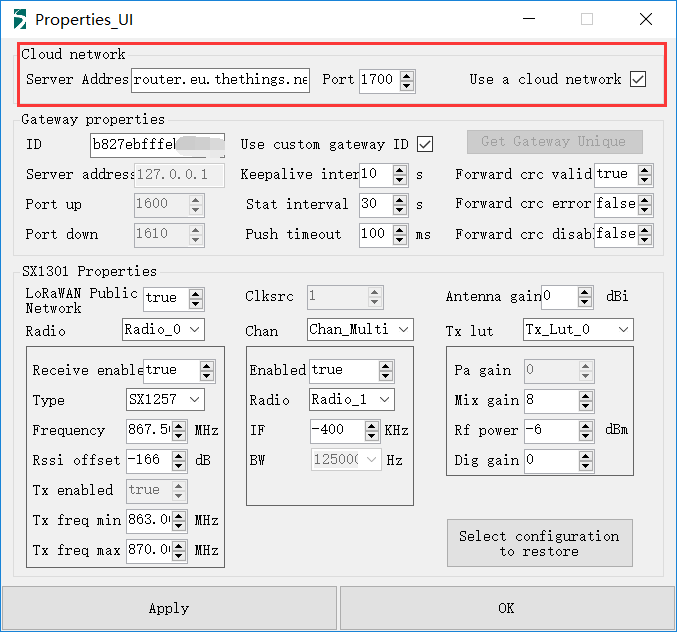 Properties_UI
Cloud network
Server Addres router.eu.thethings.ne Port 1700 Use a cloud network
Gateway properties
ID b827ebfffe Use custom gateway ID Get Gateway Unique
Server address 127.0.0.1 Keepalive inter 10 s Forward crc valid true
Port up 1600 Stat interval 30 s Forward crc error false
Port down 1610 Push timeout 100 ms Forward crc disab false
SX1301 Properties
LoRaWAN Public
Network true Clksrc 1 Antenna gain 0 dBi
Radio Radio_0 Chan Chan_Multi Tx lut Tx_Lut_0
Receive enable true Enabled true Pa gain 0
Type SX1257 Radio Radio_1 Mix gain 8
Frequency 867.50 MHz IF -400 KHz Rf power -6 dBm
Rssi offset -166 dB BW 125000 Hz Dig gain 0
Tx enabled true
Tx freq min 863.00 MHz
Tx freq max 870.00 MHz
Select configuration
to restore
Apply OK